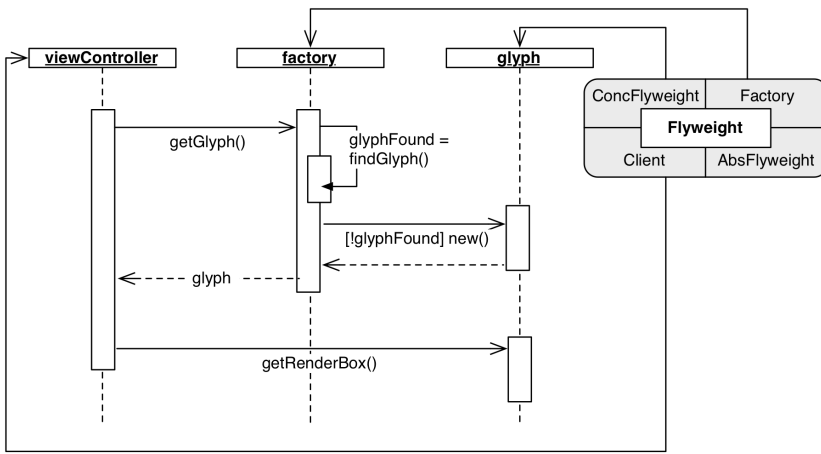 viewController
factory
glyph
ConcFlyweight
Factory
Flyweight
Client
AbsFlyweight
getGlyph()
glyphFound =
findGlyph()
[!glyphFound] new()
glyph
getRenderBox()